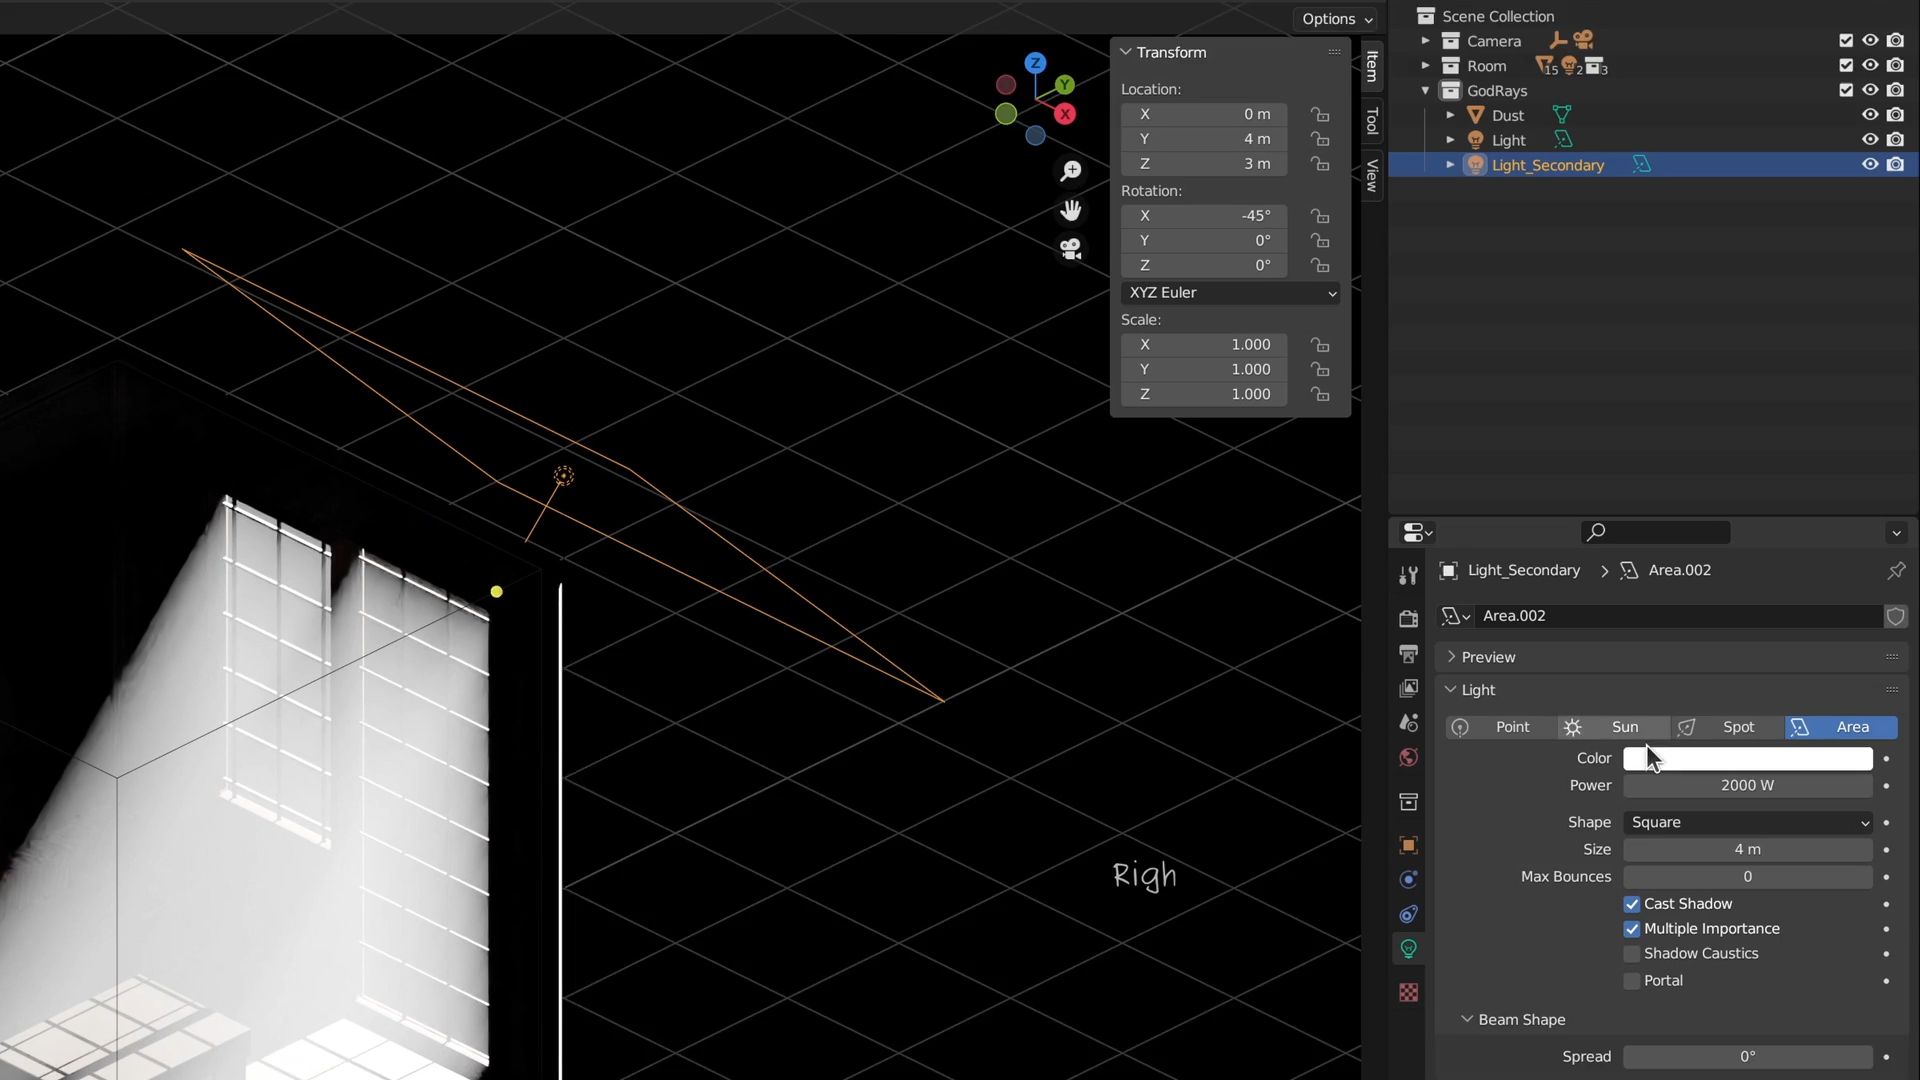 Options
Transform
Location:
X 0 m
Y 4 m
Z 3 m
Rotation:
X -45°
Y 0°
Z 0°
XYZ Euler
Scale:
X 1.000
Y 1.000
Z 1.000
Item
Tool
View
Z
Y
X
Scene Collection
Camera
Room 15 2 3
GodRays
Dust
Light
Light_Secondary
Light_Secondary > Area.002
Area.002
Preview
Light
Point Sun Spot Area
Color
Power 2000 W
Shape Square
Size 4 m
Max Bounces 0
Cast Shadow
Multiple Importance
Shadow Caustics
Portal
Beam Shape
Spread 0°
Righ